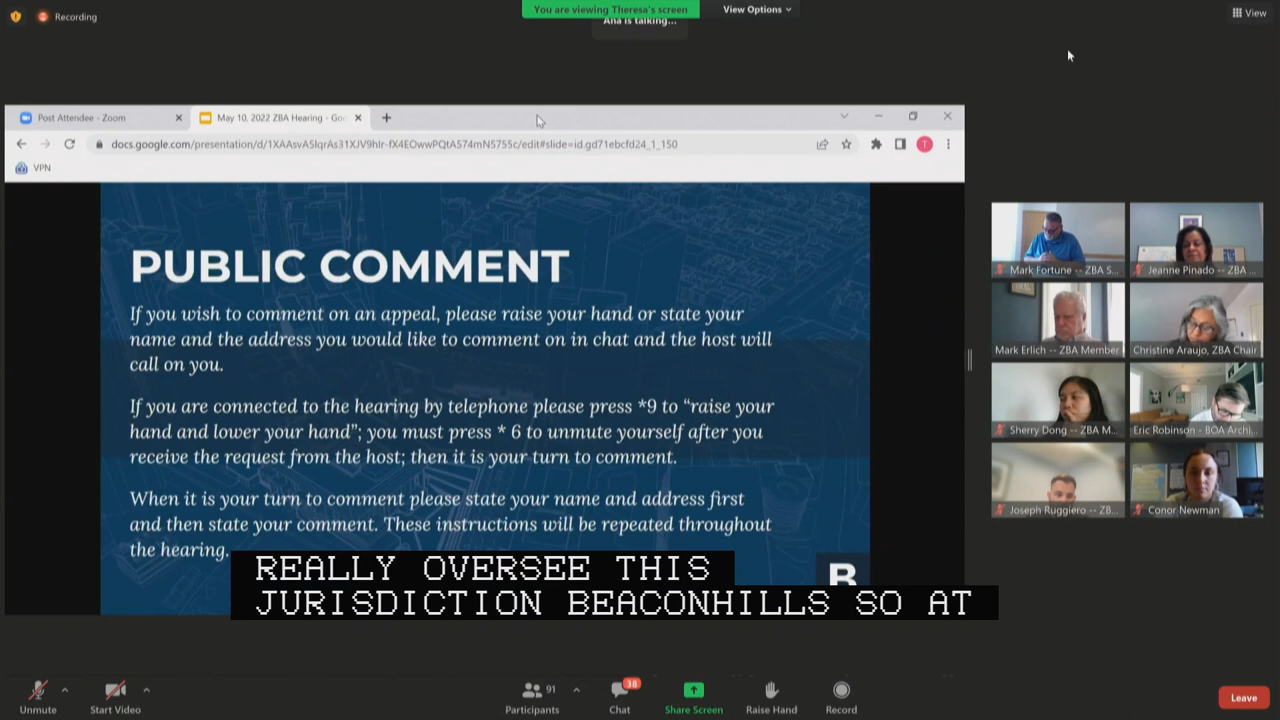 Recording
You are viewing Theresa's screen
View Options
View
Ana is talking...
Post Attendee - Zoom
May 10, 2022 ZBA Hearing - Goo
docs.google.com/presentation/d/1XAAsvASlqrAs31XJV9hIr-fX4EOwwPQtA574mN5755c/edit#slide=id.gd71ebcfd24_1_150
T
VPN
PUBLIC COMMENT
If you wish to comment on an appeal, please raise your hand or state your
name and the address you would like to comment on in chat and the host will
call on you.
If you are connected to the hearing by telephone please press *9 to “raise your
hand and lower your hand”; you must press * 6 to unmute yourself after you
receive the request from the host; then it is your turn to comment.
When it is your turn to comment please state your name and address first
and then state your comment. These instructions will be repeated throughout
the hearing.
B
REALLY OVERSEE THIS
JURISDICTION BEACONHILLS SO AT
Mark Fortune -- ZBA S...
Jeanne Pinado -- ZBA ...
Mark Erlich -- ZBA Member
Christine Araujo, ZBA Chair
Sherry Dong -- ZBA M...
Eric Robinson - BOA Archi...
Joseph Ruggiero -- ZB...
Conor Newman
Unmute
Start Video
91
Participants
38
Chat
Share Screen
Raise Hand
Record
Leave